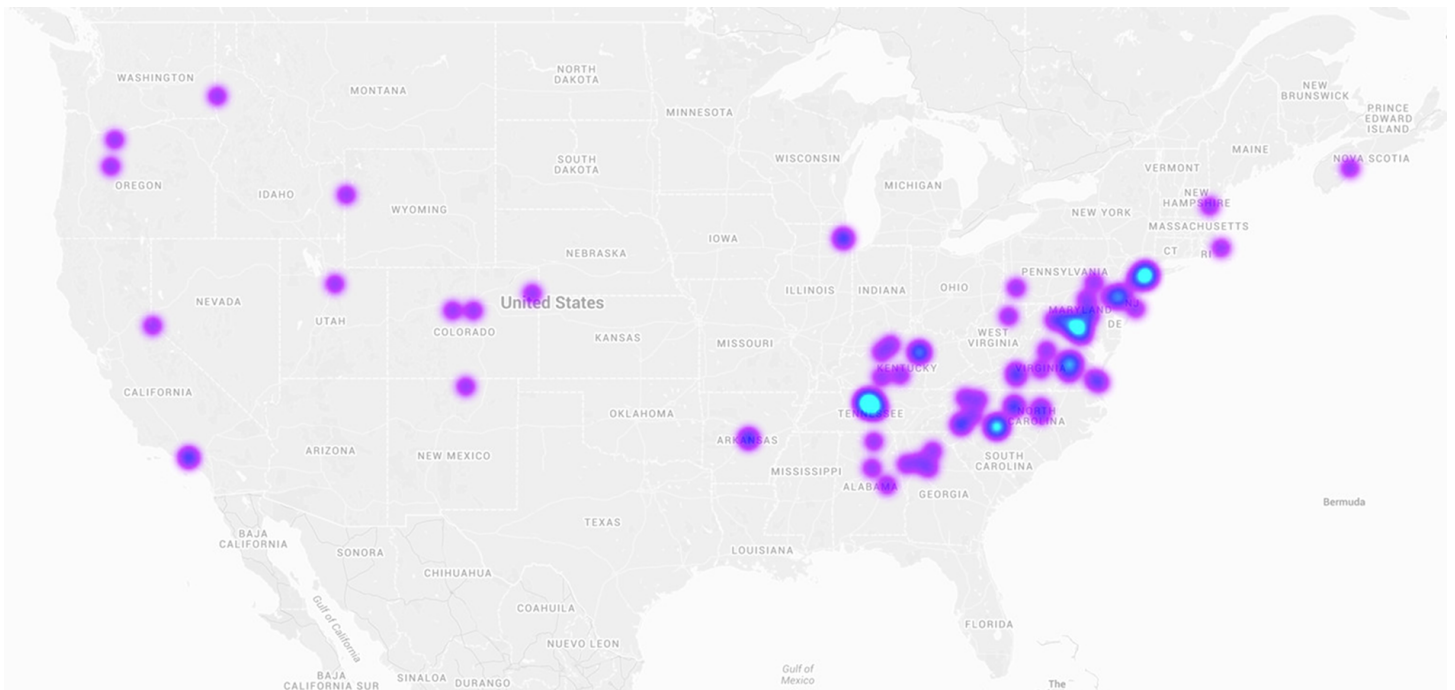 WASHINGTON
NORTH
DAKOTA
MONTANA
MINNESOTA
NEW
BRUNSWICK
PRINCE
EDWARD
ISLAND
MAINE
NOVA SCOTIA
WISCONSIN
SOUTH
DAKOTA
MICHIGAN
VERMONT
OREGON
IDAHO
WYOMING
NEW
HAMPSHIRE
NEW YORK
MASSACHUSETTS
IOWA
NEBRASKA
CT
RI
PENNSYLVANIA
ILLINOIS
INDIANA
OHIO
NEVADA
United States
NJ
MARYLAND
UTAH
COLORADO
KANSAS
MISSOURI
WEST
VIRGINIA
DE
KENTUCKY
VIRGINIA
CALIFORNIA
OKLAHOMA
TENNESSEE
NORTH
CAROLINA
ARKANSAS
ARIZONA
NEW MEXICO
MISSISSIPPI
SOUTH
CAROLINA
ALABAMA
GEORGIA
Bermuda
TEXAS
BAJA
CALIFORNIA
SONORA
LOUISIANA
CHIHUAHUA
Gulf of California
COAHUILA
FLORIDA
NUEVO LEON
Gulf of
Mexico
BAJA
CALIFORNIA SUR
SINALOA
DURANGO
The